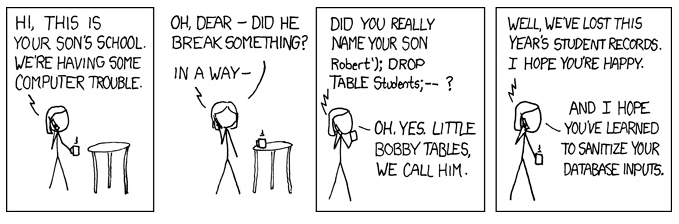 HI, THIS IS
YOUR SON'S SCHOOL.
WE'RE HAVING SOME
COMPUTER TROUBLE.
OH, DEAR – DID HE
BREAK SOMETHING?
IN A WAY–
DID YOU REALLY
NAME YOUR SON
Robert'); DROP
TABLE Students;-- ?
OH, YES. LITTLE
BOBBY TABLES,
WE CALL HIM.
WELL, WE'VE LOST THIS
YEAR'S STUDENT RECORDS.
I HOPE YOU'RE HAPPY.
AND I HOPE
YOU'VE LEARNED
TO SANITIZE YOUR
DATABASE INPUTS.